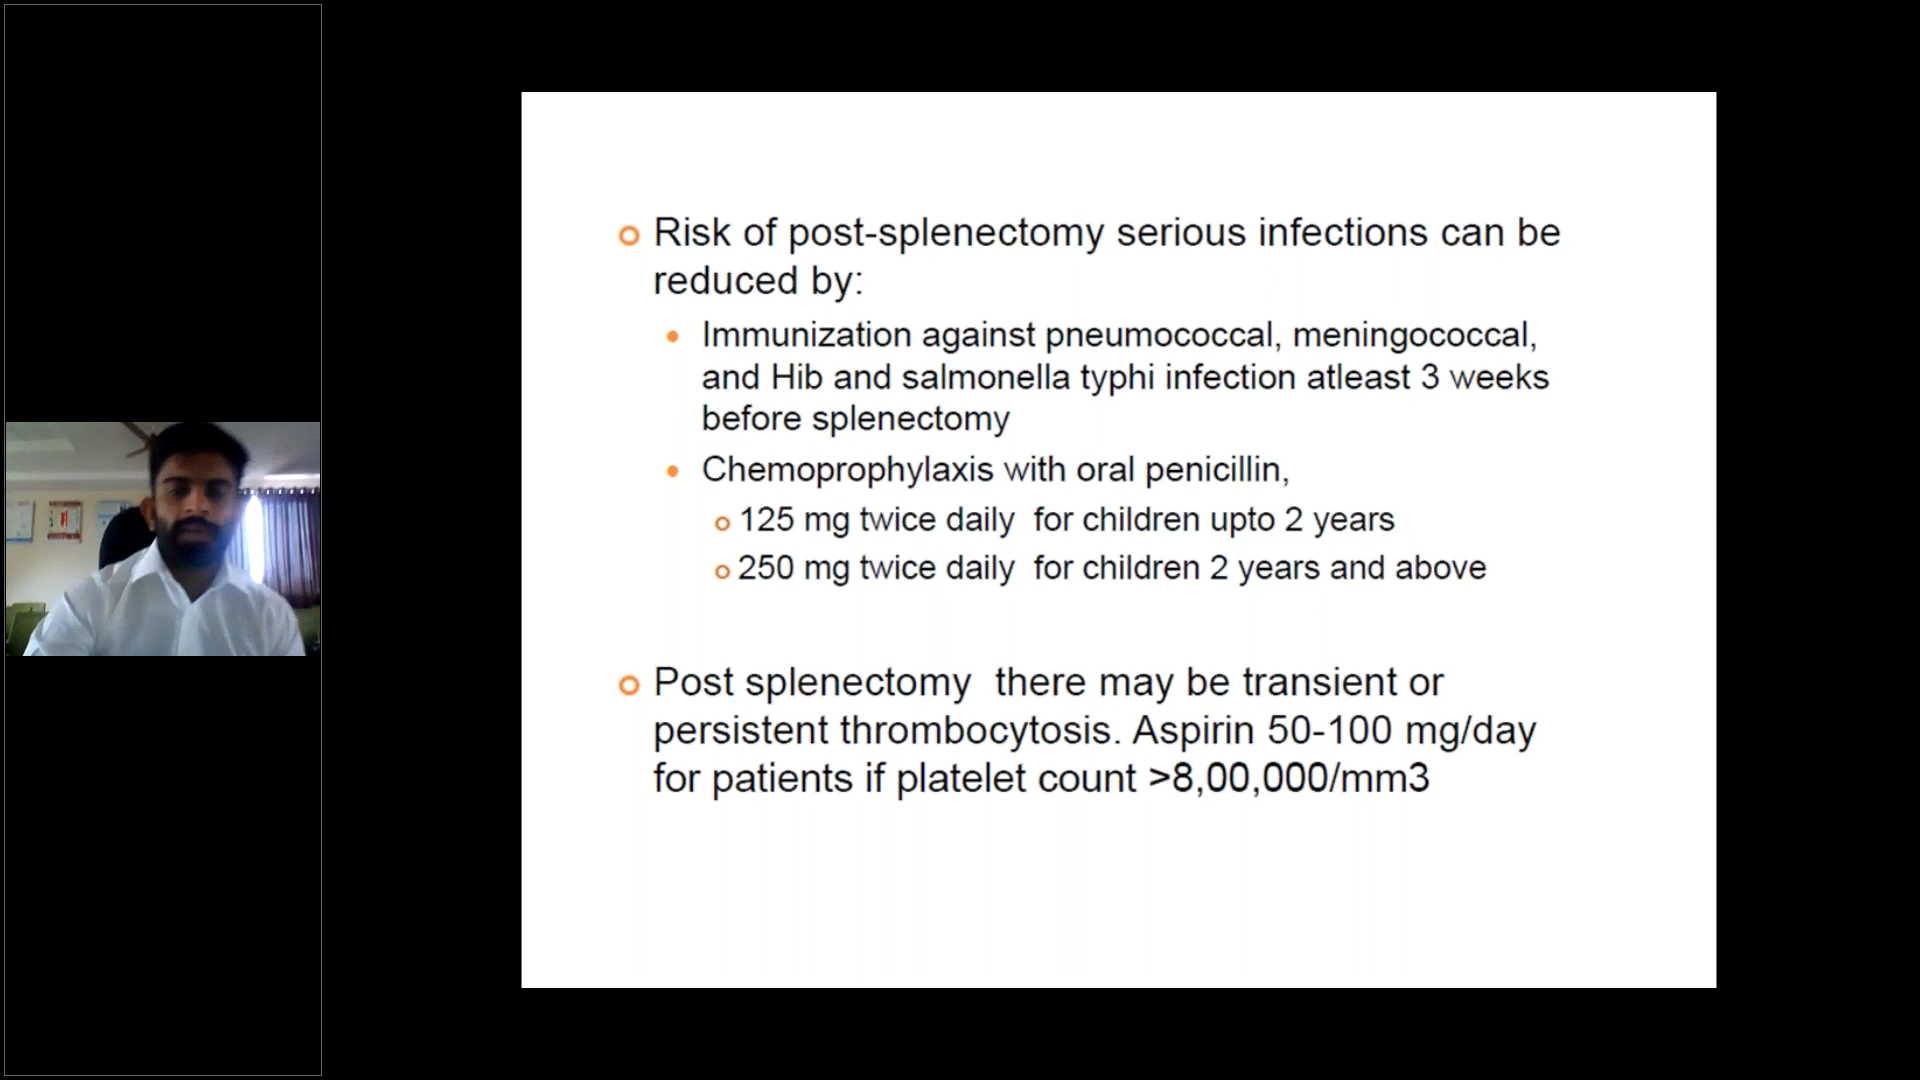 Risk of post-splenectomy serious infections can be
reduced by:
Immunization against pneumococcal, meningococcal,
and Hib and salmonella typhi infection atleast 3 weeks
before splenectomy
Chemoprophylaxis with oral penicillin,
125 mg twice daily for children upto 2 years
250 mg twice daily for children 2 years and above
Post splenectomy there may be transient or
persistent thrombocytosis. Aspirin 50-100 mg/day
for patients if platelet count >8,00,000/mm3